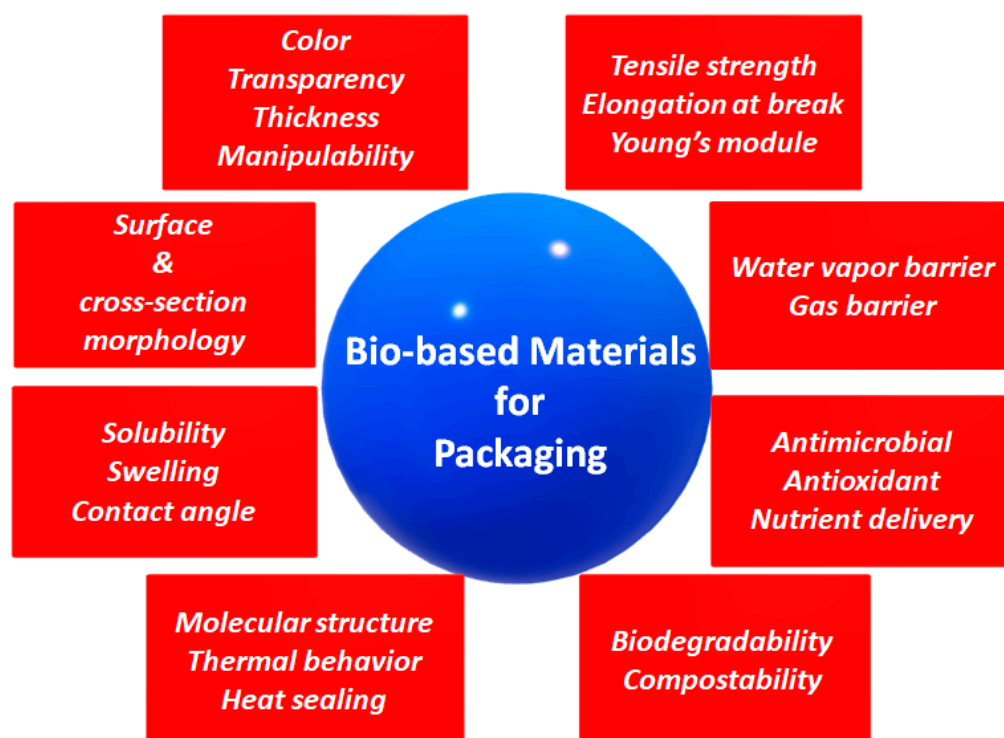 Color
Transparency
Thickness
Manipulability
Tensile strength
Elongation at break
Young's module
Surface
&
cross-section
morphology
Water vapor barrier
Gas barrier
Bio-based Materials
for
Packaging
Solubility
Swelling
Contact angle
Antimicrobial
Antioxidant
Nutrient delivery
Molecular structure
Thermal behavior
Heat sealing
Biodegradability
Compostability